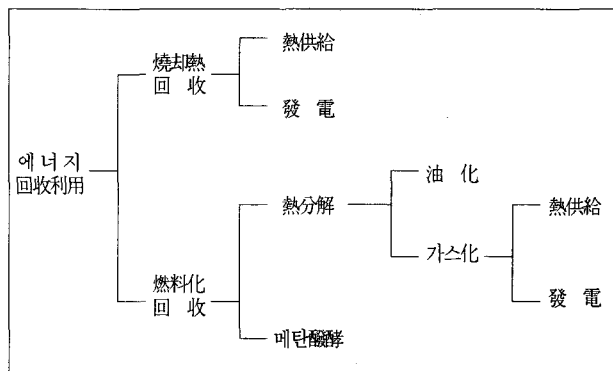 에너지
回收利用
燒却熱
回 收
熱供給
發 電
燃料化
回 收
熱分解
油 化
가스化
熱供給
發 電
메탄醱酵